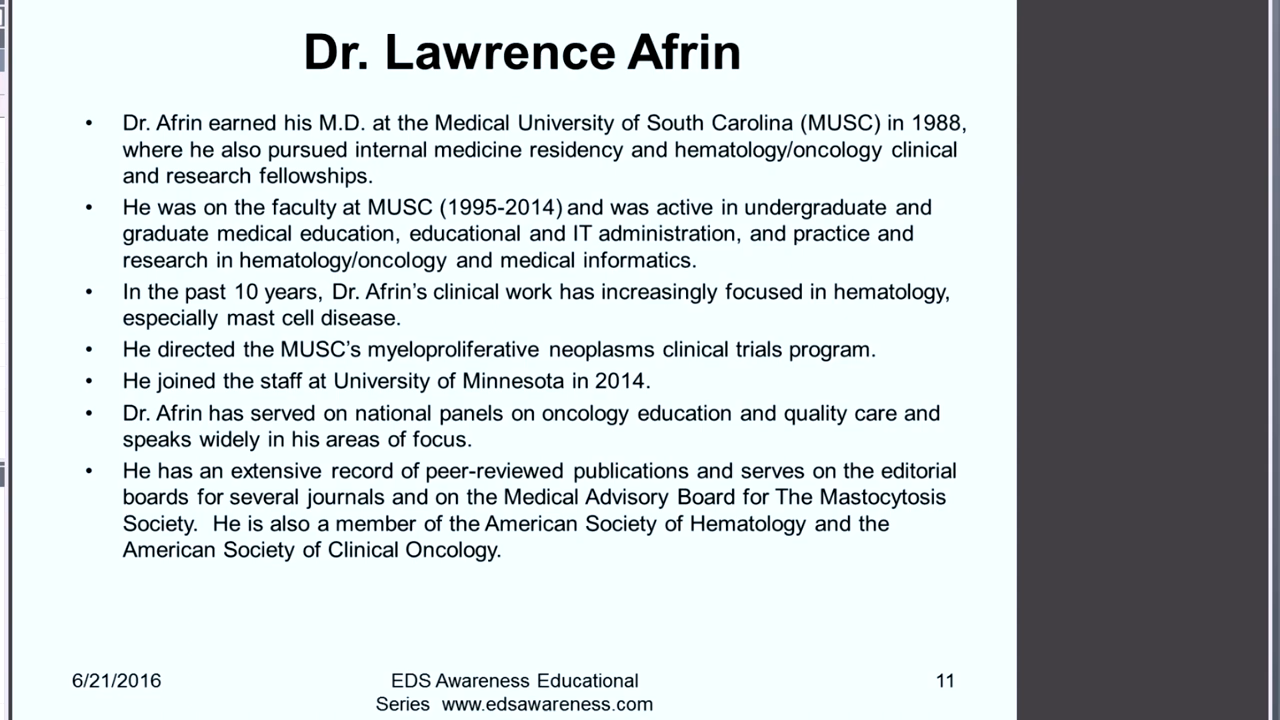 Dr. Lawrence Afrin
• Dr. Afrin earned his M.D. at the Medical University of South Carolina (MUSC) in 1988,
where he also pursued internal medicine residency and hematology/oncology clinical
and research fellowships.
• He was on the faculty at MUSC (1995-2014) and was active in undergraduate and
graduate medical education, educational and IT administration, and practice and
research in hematology/oncology and medical informatics.
• In the past 10 years, Dr. Afrin's clinical work has increasingly focused in hematology,
especially mast cell disease.
• He directed the MUSC's myeloproliferative neoplasms clinical trials program.
• He joined the staff at University of Minnesota in 2014.
• Dr. Afrin has served on national panels on oncology education and quality care and
speaks widely in his areas of focus.
• He has an extensive record of peer-reviewed publications and serves on the editorial
boards for several journals and on the Medical Advisory Board for The Mastocytosis
Society. He is also a member of the American Society of Hematology and the
American Society of Clinical Oncology.
6/21/2016
EDS Awareness Educational
Series www.edsawareness.com
11